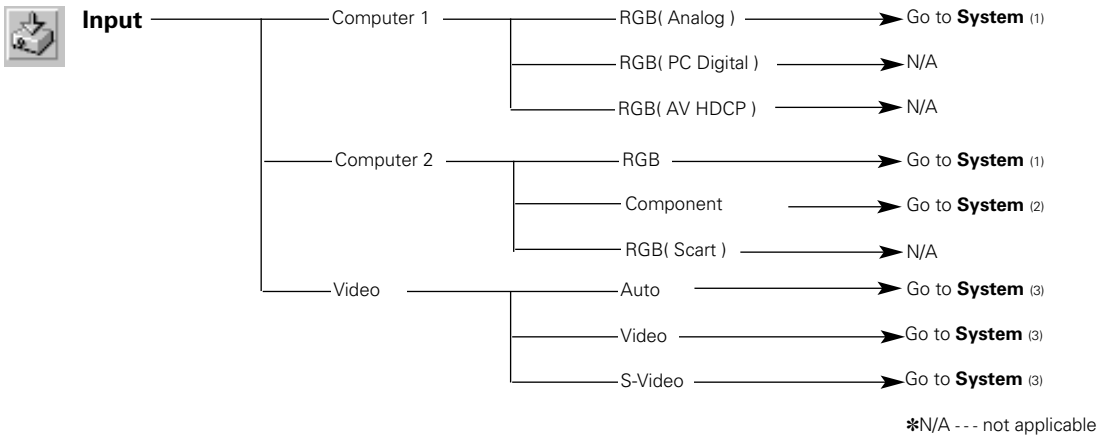 Input Computer 1 RGB( Analog ) Go to System (1)
RGB( PC Digital ) N/A
RGB( AV HDCP ) N/A
Computer 2 RGB Go to System (1)
Component Go to System (2)
RGB( Scart ) N/A
Video Auto Go to System (3)
Video Go to System (3)
S-Video Go to System (3)
✽N/A - - - not applicable